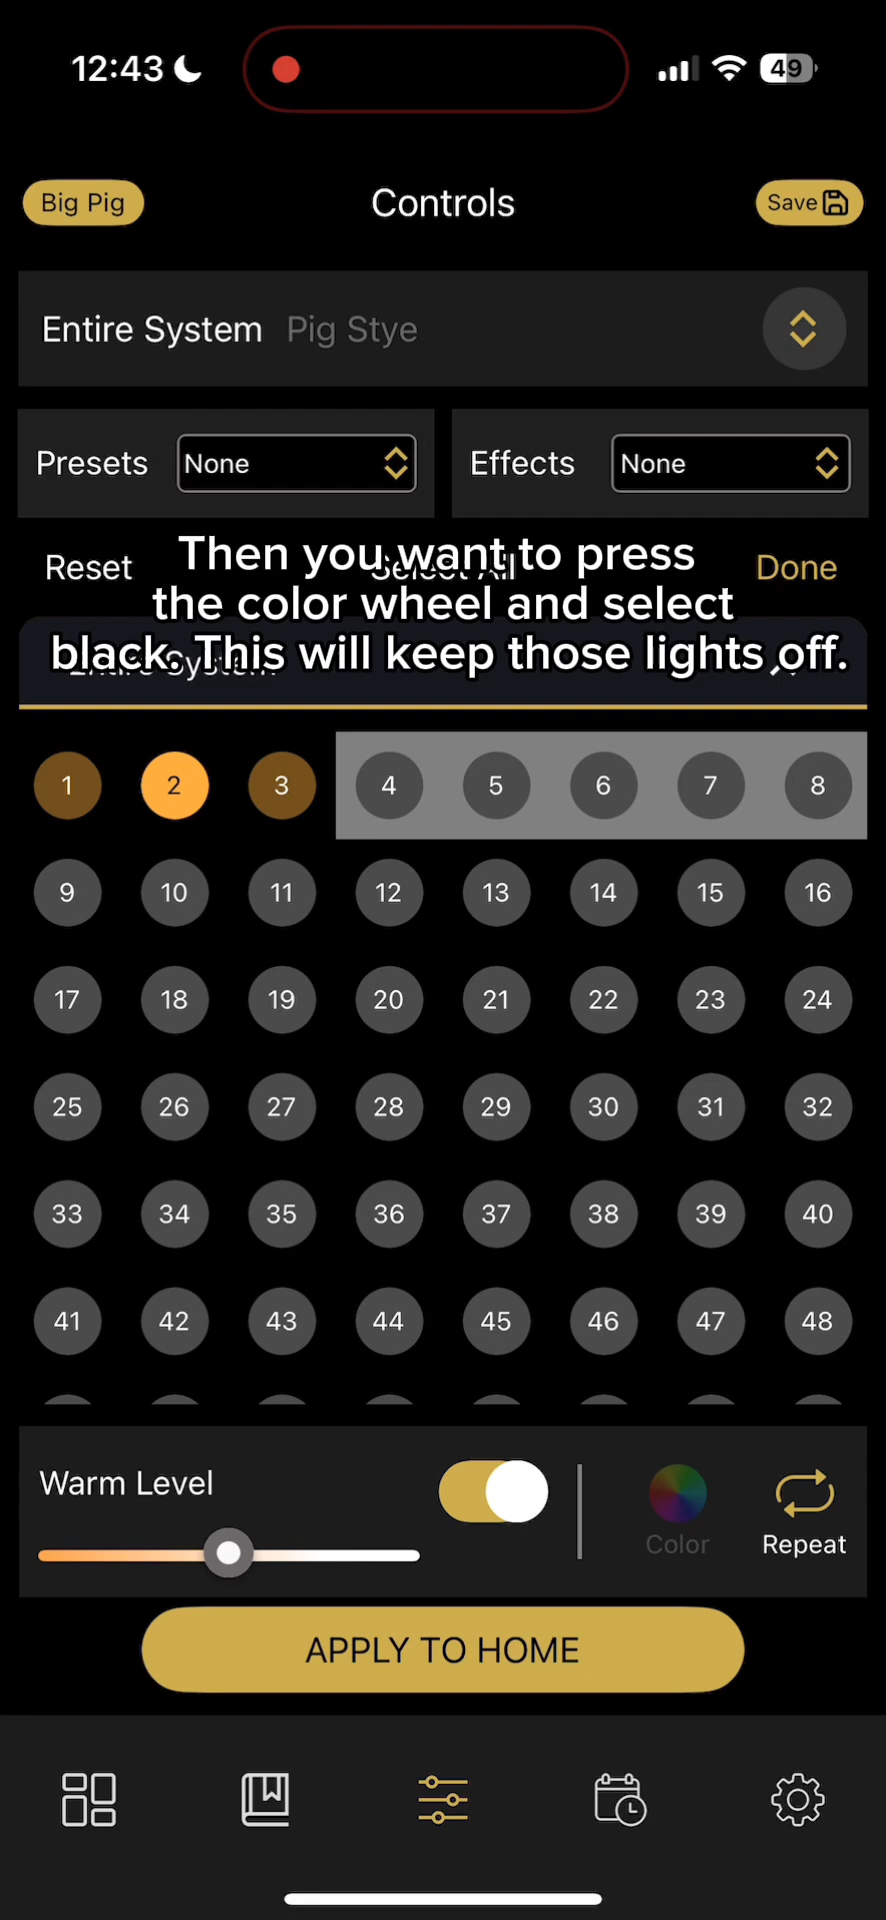 12:43
49
Big Pig
Controls
Save
Entire System Pig Stye
Presets None
Effects None
Reset
Select All
Done
Then you want to press
the color wheel and select
black. This will keep those lights off.
Entire System
1 2 3 4 5 6 7 8
9 10 11 12 13 14 15 16
17 18 19 20 21 22 23 24
25 26 27 28 29 30 31 32
33 34 35 36 37 38 39 40
41 42 43 44 45 46 47 48
Warm Level
Color
Repeat
APPLY TO HOME